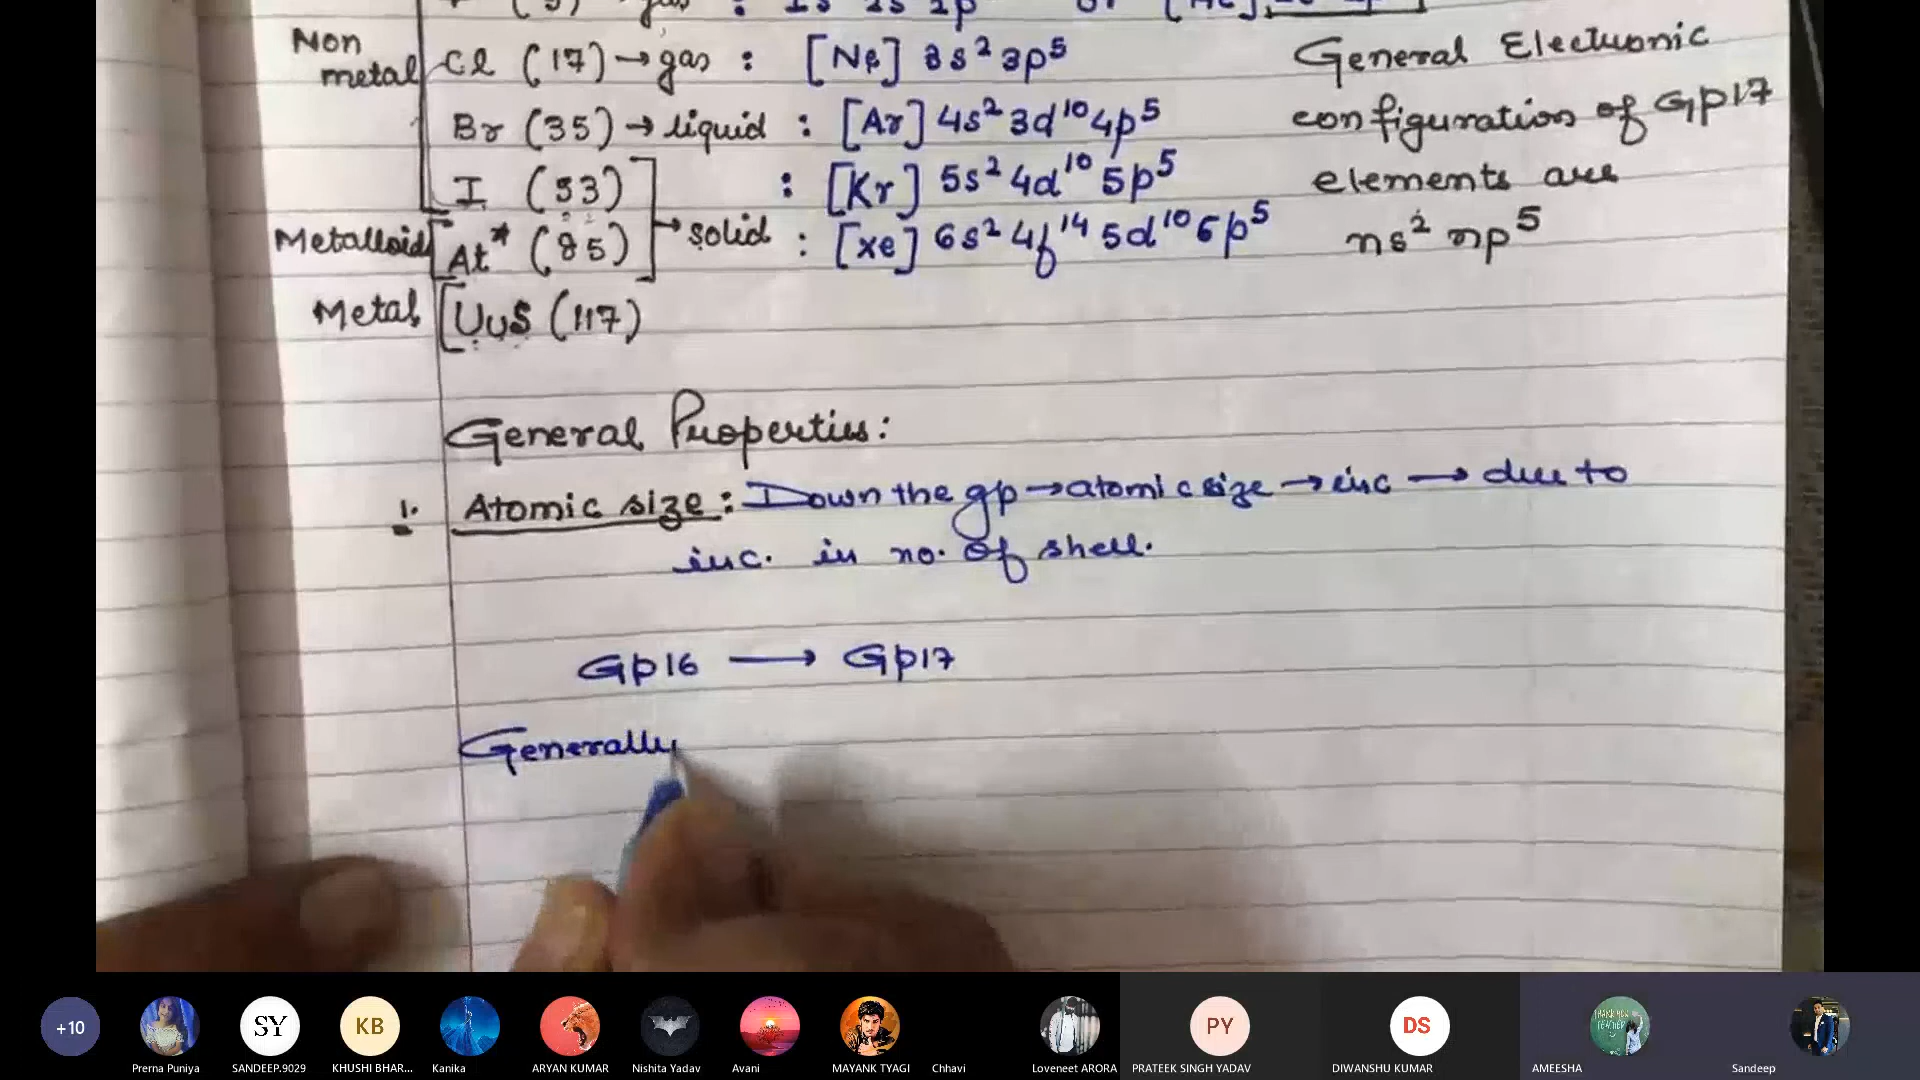 Non metal
Cl (17) → gas : [Ne] 3s² 3p⁵
Br (35) → liquid : [Ar] 4s² 3d¹⁰ 4p⁵
I (53) : [Kr] 5s² 4d¹⁰ 5p⁵
Metalloid At* (85) → solid : [Xe] 6s² 4f¹⁴ 5d¹⁰ 6p⁵
Metal UuS (117)
General Electronic
configuration of Gp17
elements are
ns² np⁵
General Properties:
1. Atomic size: Down the gp → atomic size → inc → due to
inc. in no. of shell.
Gp16 → Gp17
Generally
+10
SY
KB
PY
DS
Prerna Puniya
SANDEEP.9029
KHUSHI BHAR...
Kanika
ARYAN KUMAR
Nishita Yadav
Avani
MAYANK TYAGI
Chhavi
Loveneet ARORA
PRATEEK SINGH YADAV
DIWANSHU KUMAR
AMEESHA
Sandeep